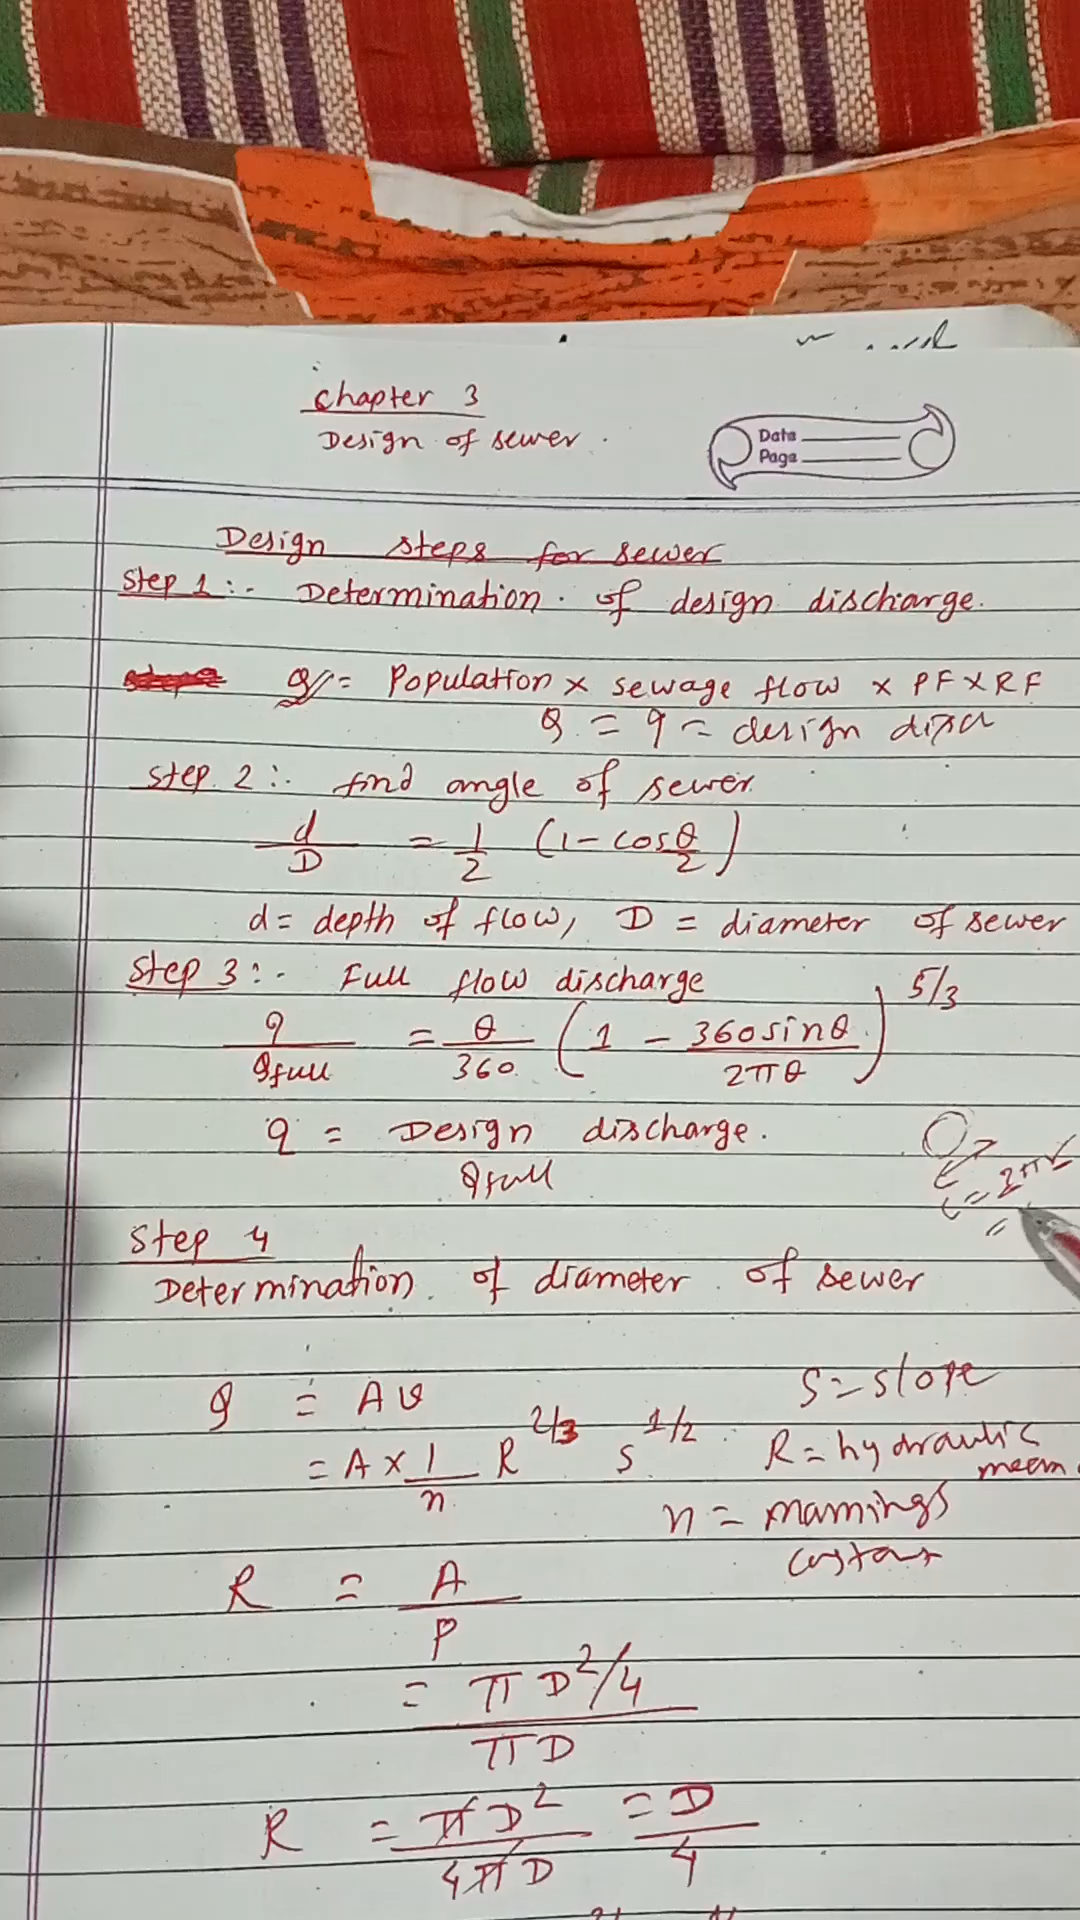 Chapter 3
Design of sewer.
Date
Page
Design steps for sewer
Step 1:- Determination of design discharge.
Q = Population × sewage flow × PF × RF
Q = q = design
Step 2:- find angle of sewer.
d/D = 1/2 (1 - cos θ/2)
d = depth of flow, D = diameter of sewer
Step 3:- Full flow discharge
q/Qfull = θ/360 (1 - 360 sinθ/2πθ)^5/3
q = Design discharge.
Qfull
Step 4
Determination of diameter of sewer
Q = AV
S = slope
= A × 1/n R^2/3 S^1/2
R = hydraulic mean
n = mannings
R = A/P
= πD²/4 / πD
R = πD²/4πD = D/4